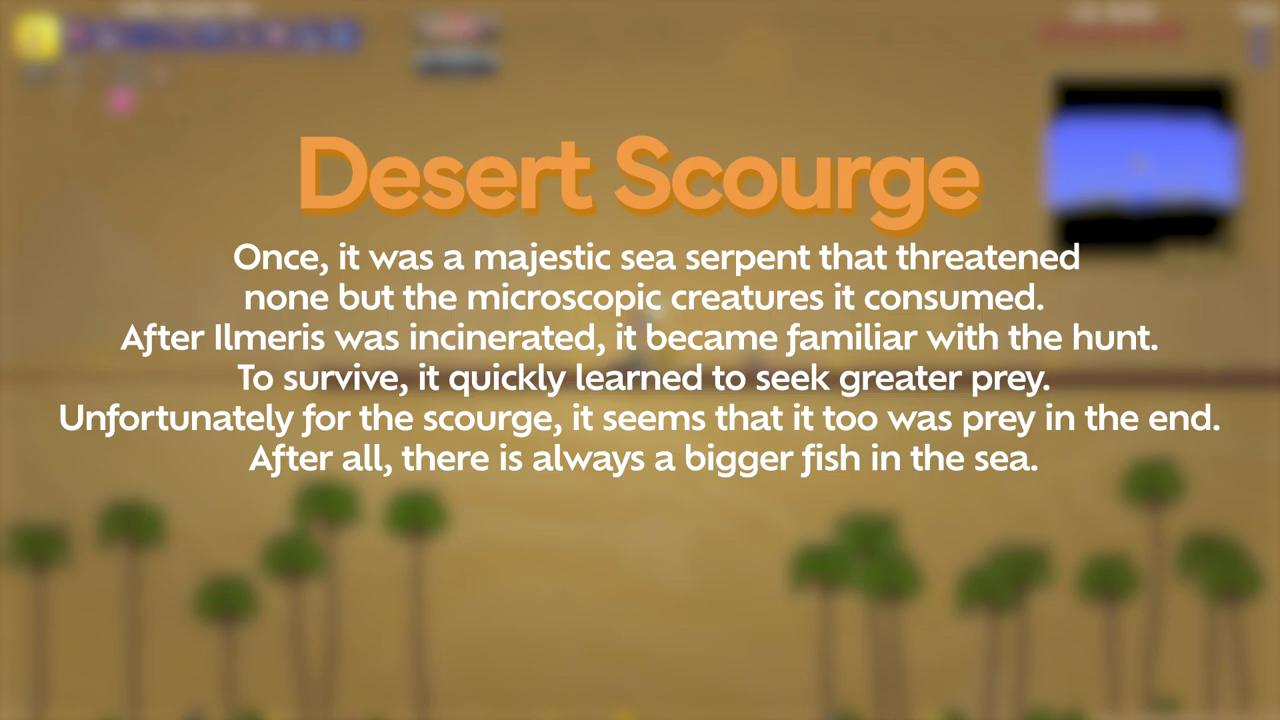 Desert Scourge
Once, it was a majestic sea serpent that threatened
none but the microscopic creatures it consumed.
After Ilmeris was incinerated, it became familiar with the hunt.
To survive, it quickly learned to seek greater prey.
Unfortunately for the scourge, it seems that it too was prey in the end.
After all, there is always a bigger fish in the sea.